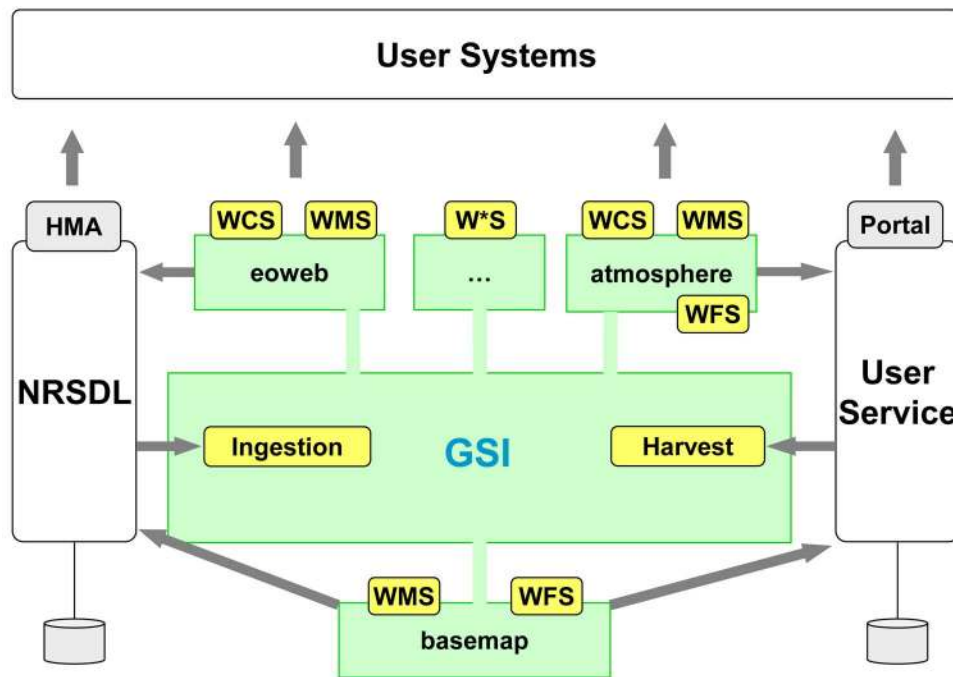 User Systems
HMA
WCS
WMS
W*S
WCS
WMS
Portal
eoweb
...
atmosphere
WFS
NRSDL
User
Service
Ingestion
GSI
Harvest
WMS
WFS
basemap